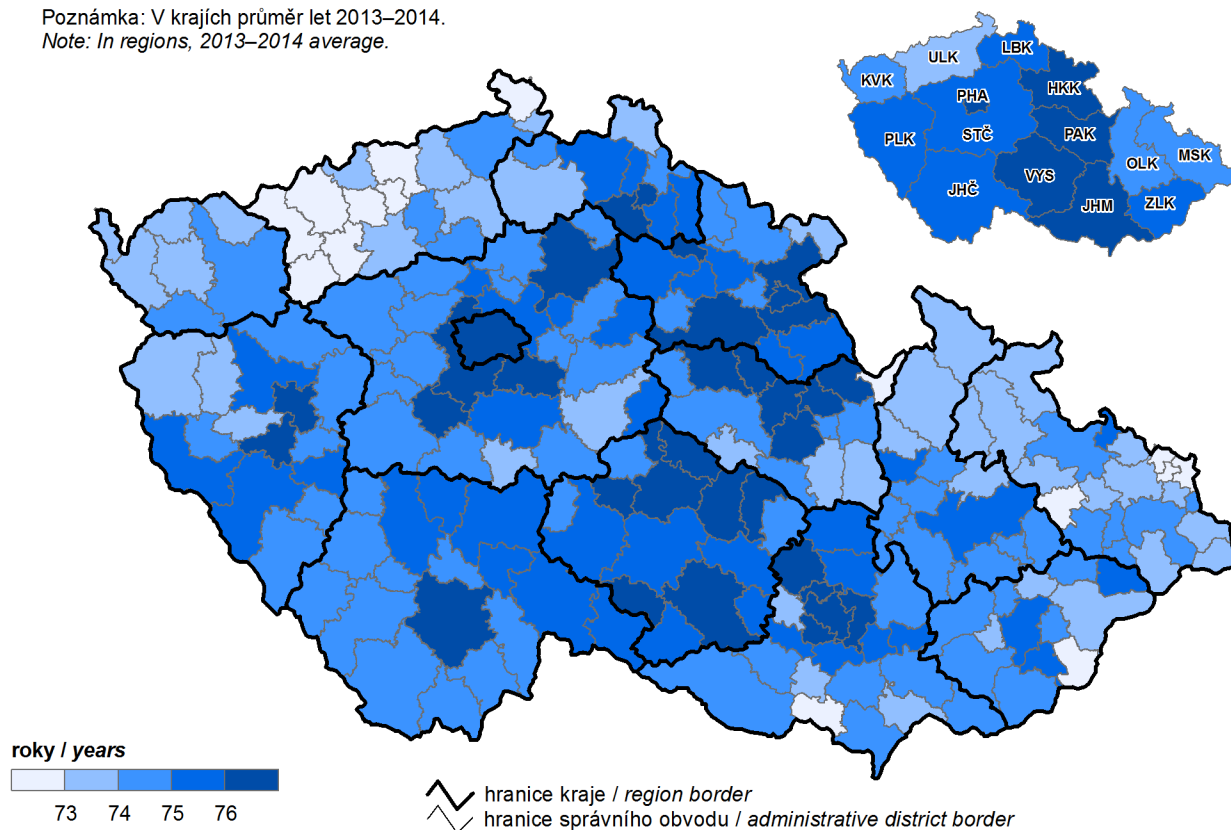 Poznámka: V krajích průměr let 2013–2014.
Note: In regions, 2013–2014 average.
ULK
LBK
KVK
HKK
PHA
PLK
STČ
PAK
OLK
MSK
VYS
JHČ
JHM
ZLK
roky / years
73 74 75 76
hranice kraje / region border
hranice správního obvodu / administrative district border